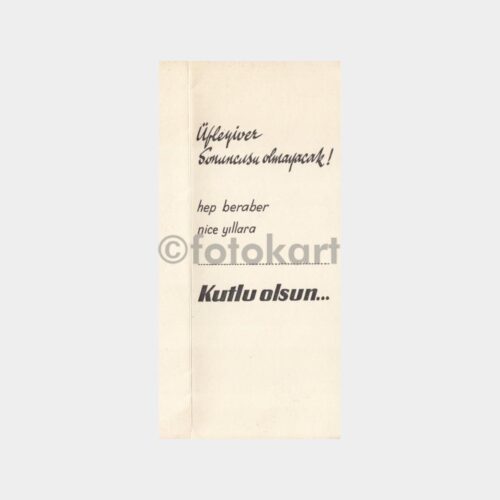 Üfleyiver
Sonuncusu olmayacak!
hep beraber
nice yıllara
©fotokart
Kutlu olsun...